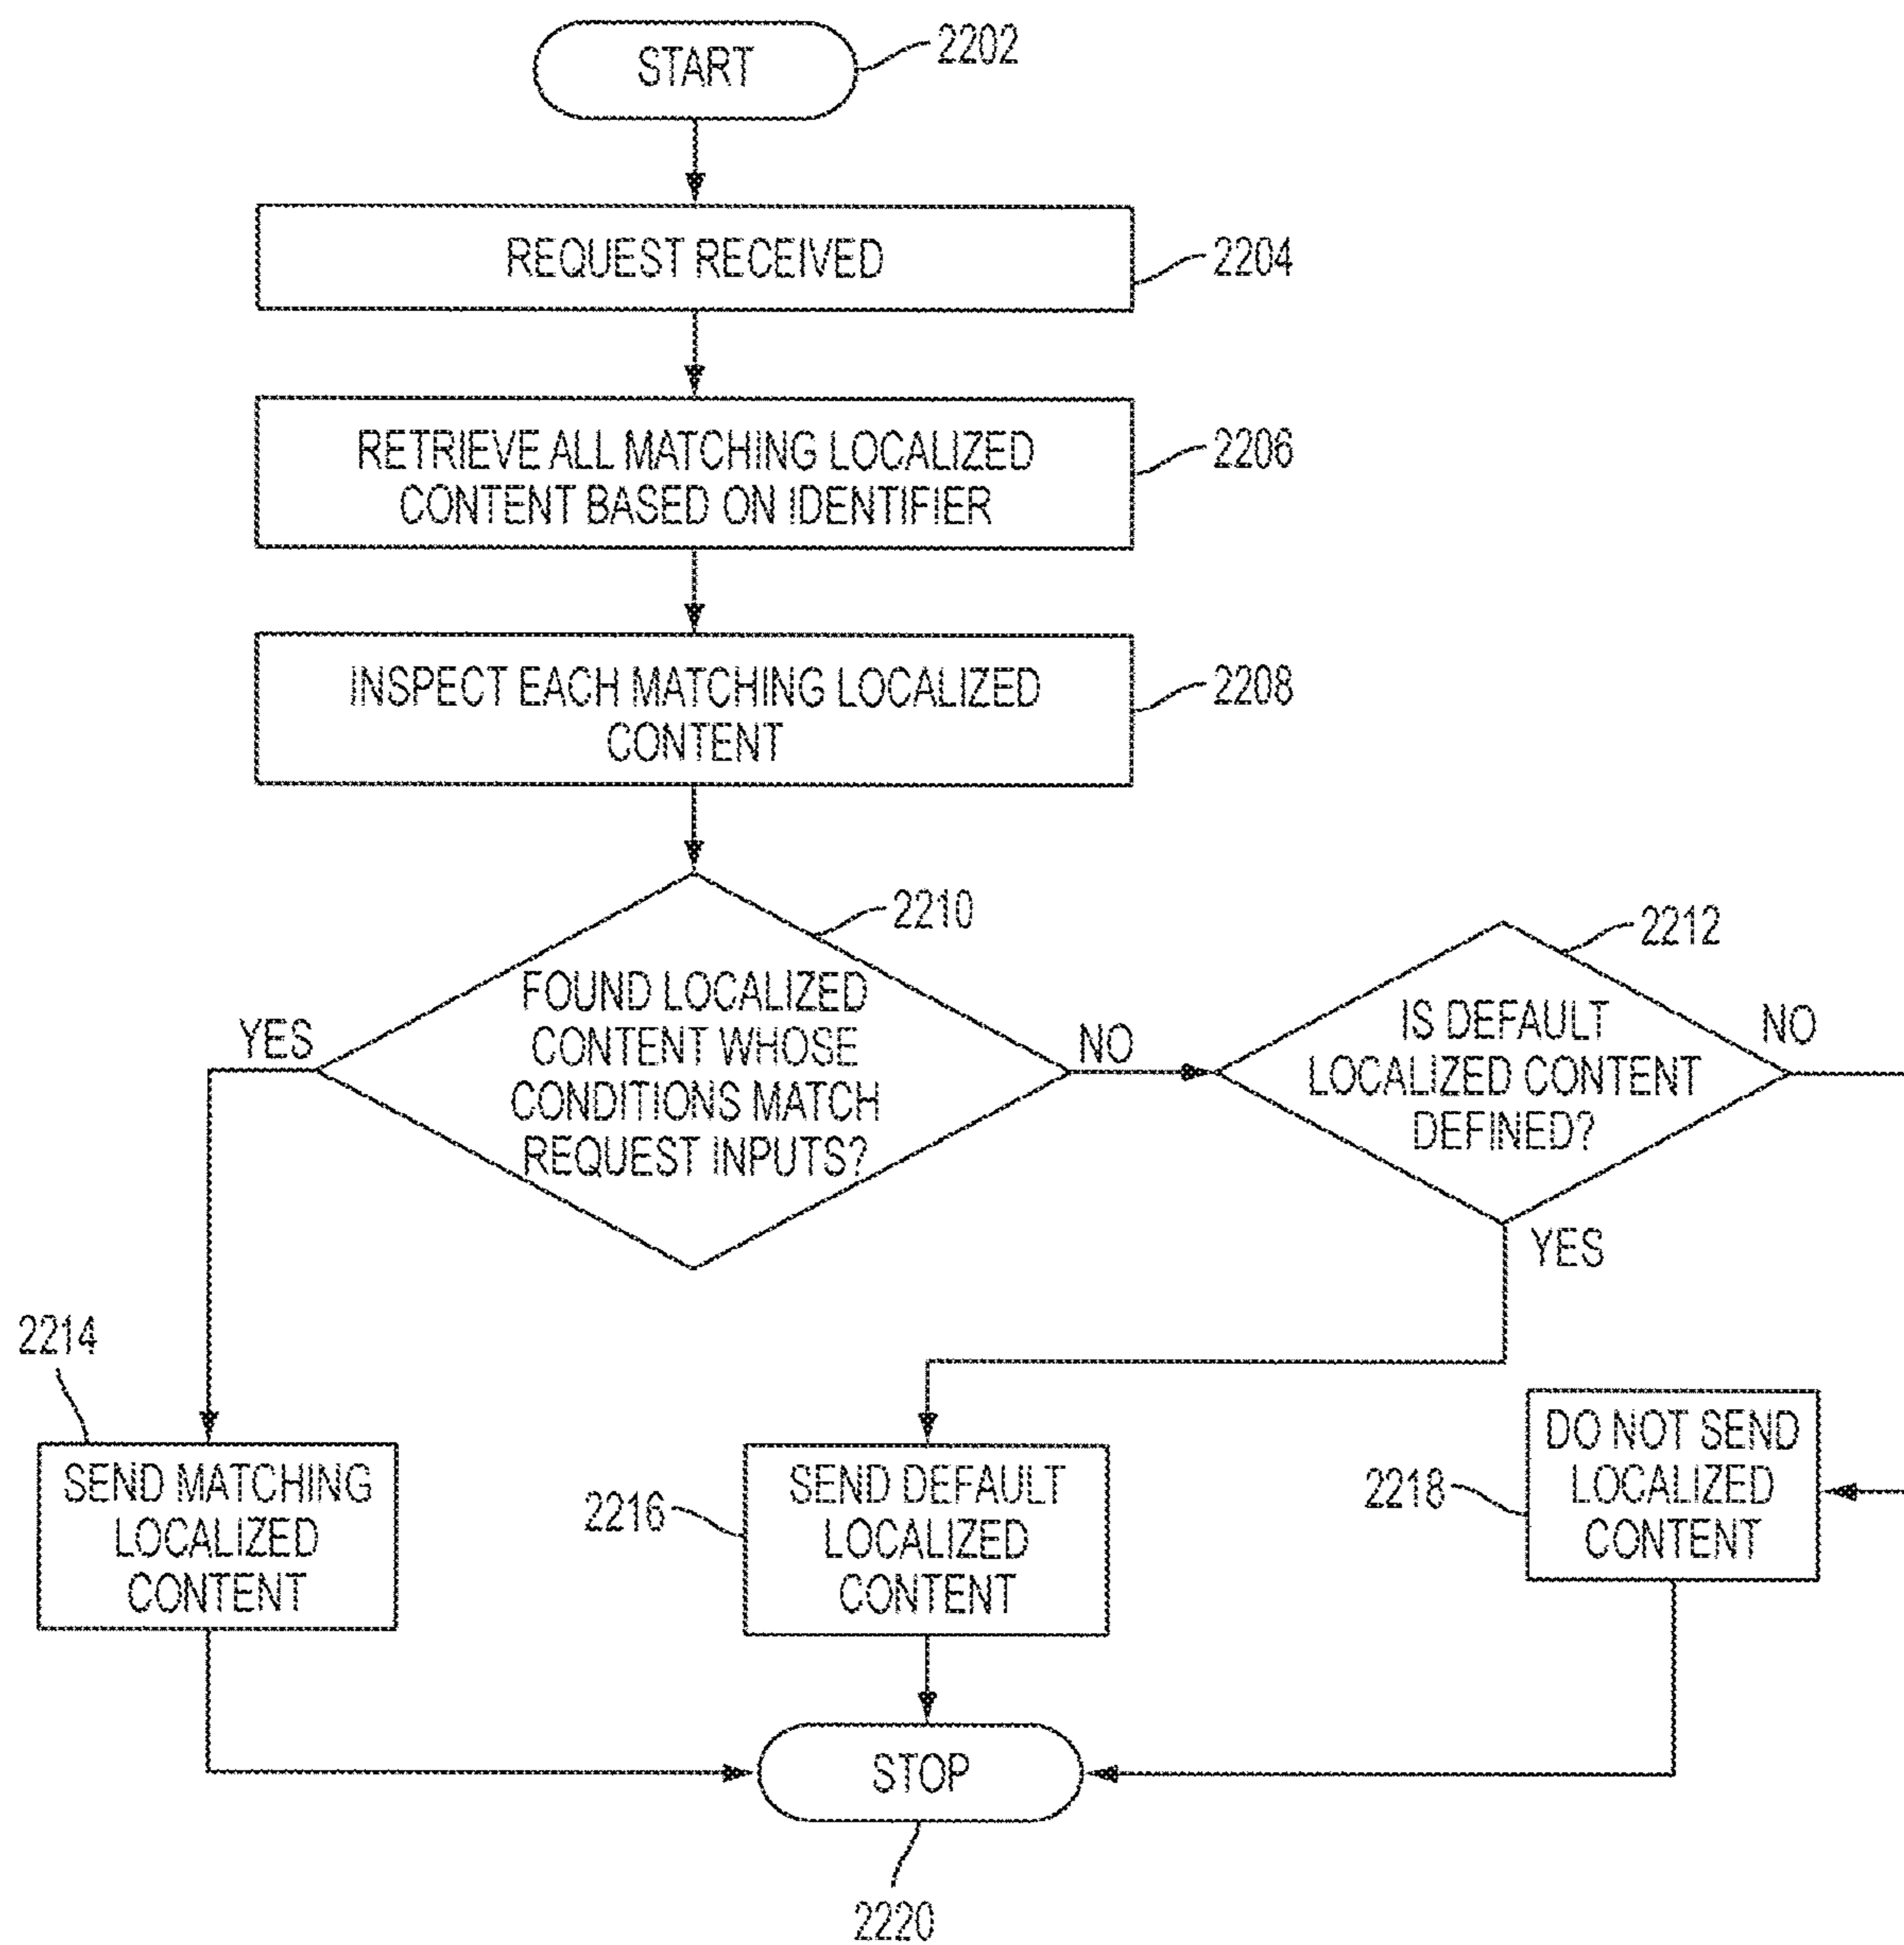 START
2202
REQUEST RECEIVED
2204
RETRIEVE ALL MATCHING LOCALIZED
CONTENT BASED ON IDENTIFIER
2206
INSPECT EACH MATCHING LOCALIZED
CONTENT
2208
2210
FOUND LOCALIZED
CONTENT WHOSE
CONDITIONS MATCH
REQUEST INPUTS?
YES
NO
2212
IS DEFAULT
LOCALIZED CONTENT
DEFINED?
NO
YES
2214
SEND MATCHING
LOCALIZED
CONTENT
2216
SEND DEFAULT
LOCALIZED
CONTENT
2218
DO NOT SEND
LOCALIZED
CONTENT
STOP
2220